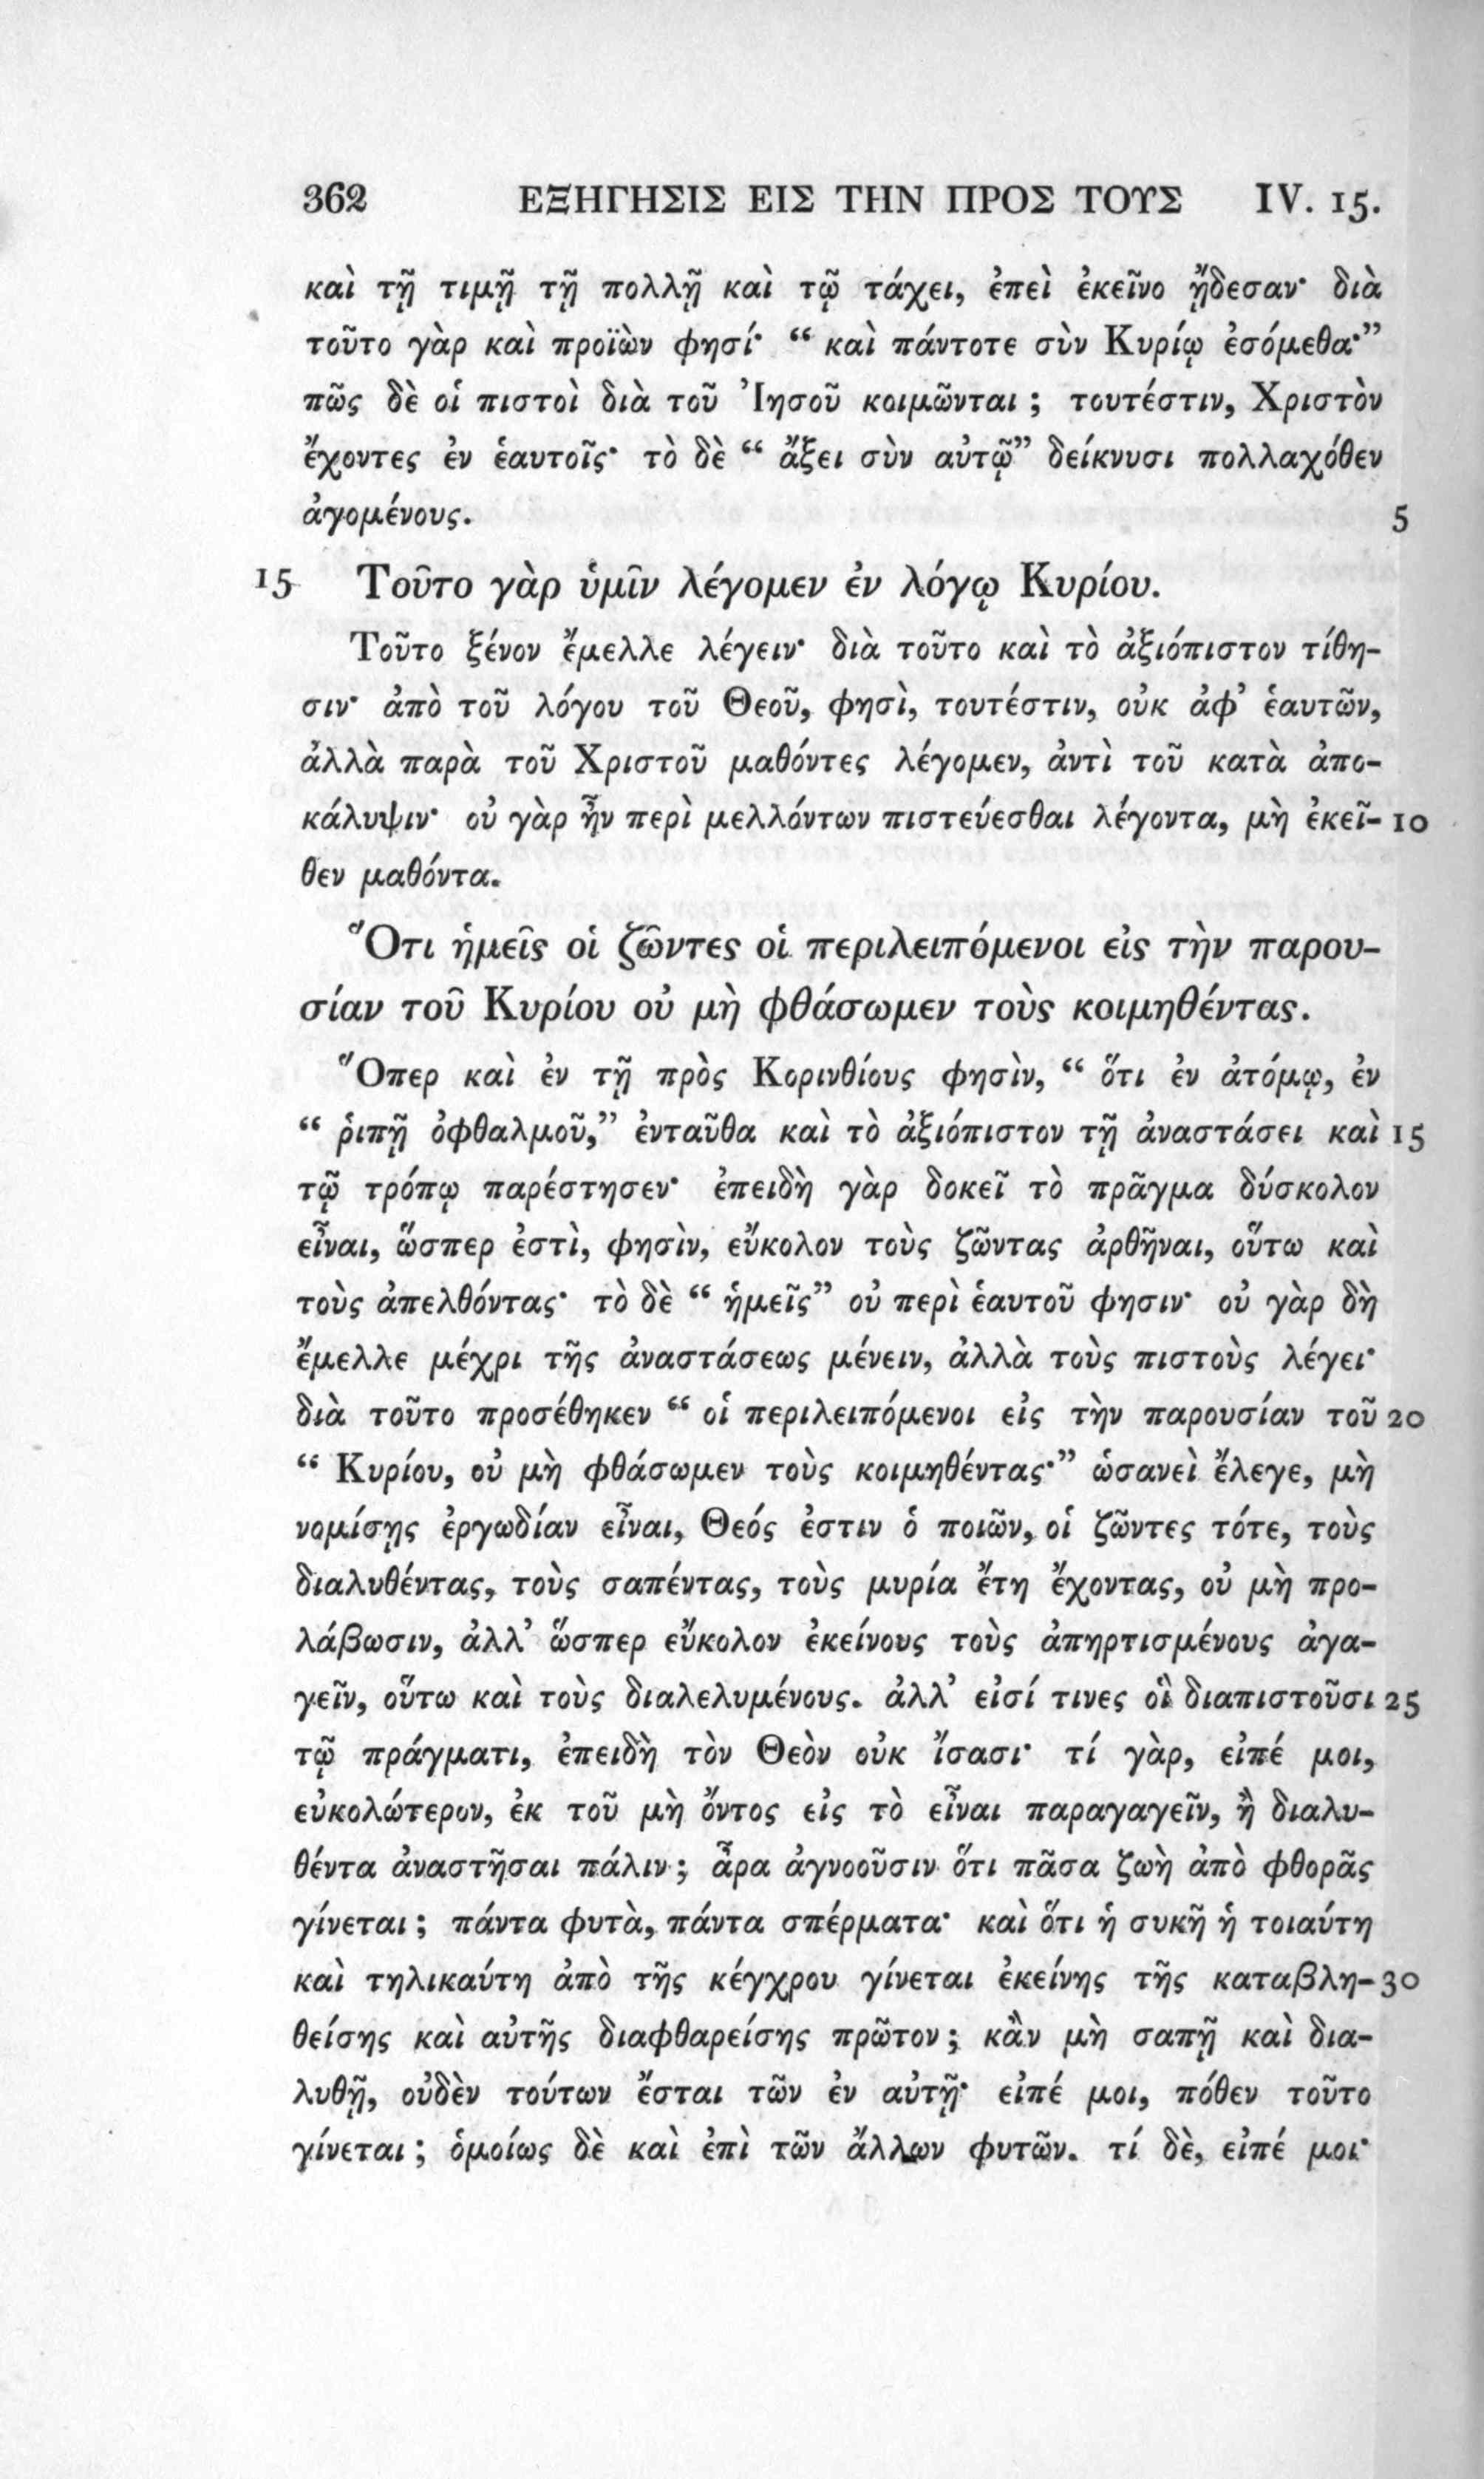 362 ΕΞΗΓΗΣΙΣ ΕΙΣ ΤΗΝ ΠΡΟΣ ΤΟΥΣ IV. 15.
καὶ τῇ τιμῇ τῇ πολλῇ καὶ τῷ τάχει, ἐπεὶ ἐκεῖνο ᾔδεσαν· διὰ
τοῦτο γὰρ καὶ προϊὼν φησί· “ καὶ πάντοτε σὺν Κυρίῳ ἐσόμεθα·”
πῶς δὲ οἱ πιστοὶ διὰ τοῦ Ἰησοῦ κοιμῶνται ; τουτέστιν, Χριστὸν
ἔχοντες ἐν ἑαυτοῖς· τὸ δὲ “ ἄξει σὺν αὐτῷ” δείκνυσι πολλαχόθεν
ἀγομένους. 5
15 Τοῦτο γὰρ ὑμῖν λέγομεν ἐν λόγῳ Κυρίου.
Τοῦτο ξένον ἔμελλε λέγειν· διὰ τοῦτο καὶ τὸ ἀξιόπιστον τίθη-
σιν· ἀπὸ τοῦ λόγου τοῦ Θεοῦ, φησὶ, τουτέστιν, οὐκ ἀφ’ ἑαυτῶν,
ἀλλὰ παρὰ τοῦ Χριστοῦ μαθόντες λέγομεν, ἀντὶ τοῦ κατὰ ἀπο-
κάλυψιν· οὐ γὰρ ἦν περὶ μελλόντων πιστεύεσθαι λέγοντα, μὴ ἐκεῖ- 10
θεν μαθόντα.
Ὅτι ἡμεῖς οἱ ζῶντες οἱ περιλειπόμενοι εἰς τὴν παρου-
σίαν τοῦ Κυρίου οὐ μὴ φθάσωμεν τοὺς κοιμηθέντας.
Ὅπερ καὶ ἐν τῇ πρὸς Κορινθίους φησὶν, “ ὅτι ἐν ἀτόμῳ, ἐν
“ ῥιπῇ ὀφθαλμοῦ,” ἐνταῦθα καὶ τὸ ἀξιόπιστον τῇ ἀναστάσει καὶ 15
τῷ τρόπῳ παρέστησεν· ἐπειδὴ γὰρ δοκεῖ τὸ πρᾶγμα δύσκολον
εἶναι, ὥσπερ ἐστὶ, φησὶν, εὔκολον τοὺς ζῶντας ἀρθῆναι, οὕτω καὶ
τοὺς ἀπελθόντας· τὸ δὲ “ ἡμεῖς” οὐ περὶ ἑαυτοῦ φησιν· οὐ γὰρ δὴ
ἔμελλε μέχρι τῆς ἀναστάσεως μένειν, ἀλλὰ τοὺς πιστοὺς λέγει·
διὰ τοῦτο προσέθηκεν “ οἱ περιλειπόμενοι εἰς τὴν παρουσίαν τοῦ 20
“ Κυρίου, οὐ μὴ φθάσωμεν τοὺς κοιμηθέντας·” ὡσανεὶ ἔλεγε, μὴ
νομίσῃς ἐργωδίαν εἶναι, Θεός ἐστιν ὁ ποιῶν, οἱ ζῶντες τότε, τοὺς
διαλυθέντας, τοὺς σαπέντας, τοὺς μυρία ἔτη ἔχοντας, οὐ μὴ προ-
λάβωσιν, ἀλλ’ ὥσπερ εὔκολον ἐκείνους τοὺς ἀπηρτισμένους ἀγα-
γεῖν, οὕτω καὶ τοὺς διαλελυμένους. ἀλλ’ εἰσί τινες οἳ διαπιστοῦσι 25
τῷ πράγματι, ἐπειδὴ τὸν Θεὸν οὐκ ἴσασι· τί γὰρ, εἰπέ μοι,
εὐκολώτερον, ἐκ τοῦ μὴ ὄντος εἰς τὸ εἶναι παραγαγεῖν, ἢ διαλυ-
θέντα ἀναστῆσαι πάλιν ; ἆρα ἀγνοοῦσιν ὅτι πᾶσα ζωὴ ἀπὸ φθορᾶς
γίνεται ; πάντα φυτὰ, πάντα σπέρματα· καὶ ὅτι ἡ συκῆ ἡ τοιαύτη
καὶ τηλικαύτη ἀπὸ τῆς κέγχρου γίνεται ἐκείνης τῆς καταβλη- 30
θείσης καὶ αὐτῆς διαφθαρείσης πρῶτον ; κἂν μὴ σαπῇ καὶ δια-
λυθῇ, οὐδὲν τούτων ἔσται τῶν ἐν αὐτῇ· εἰπέ μοι, πόθεν τοῦτο
γίνεται ; ὁμοίως δὲ καὶ ἐπὶ τῶν ἄλλων φυτῶν. τί δὲ, εἰπέ μοι·